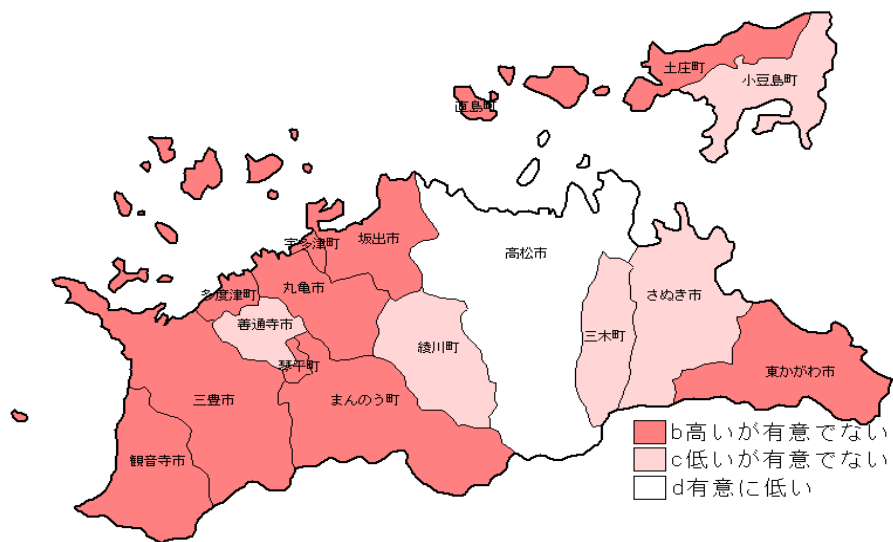 土庄町
小豆島町
直島町
宇多津町
坂出市
高松市
丸亀市
多度津町
さぬき市
善通寺市
三木町
綾川町
琴平町
東かがわ市
三豊市
まんのう町
観音寺市
b高いが有意でない
c低いが有意でない
d有意に低い